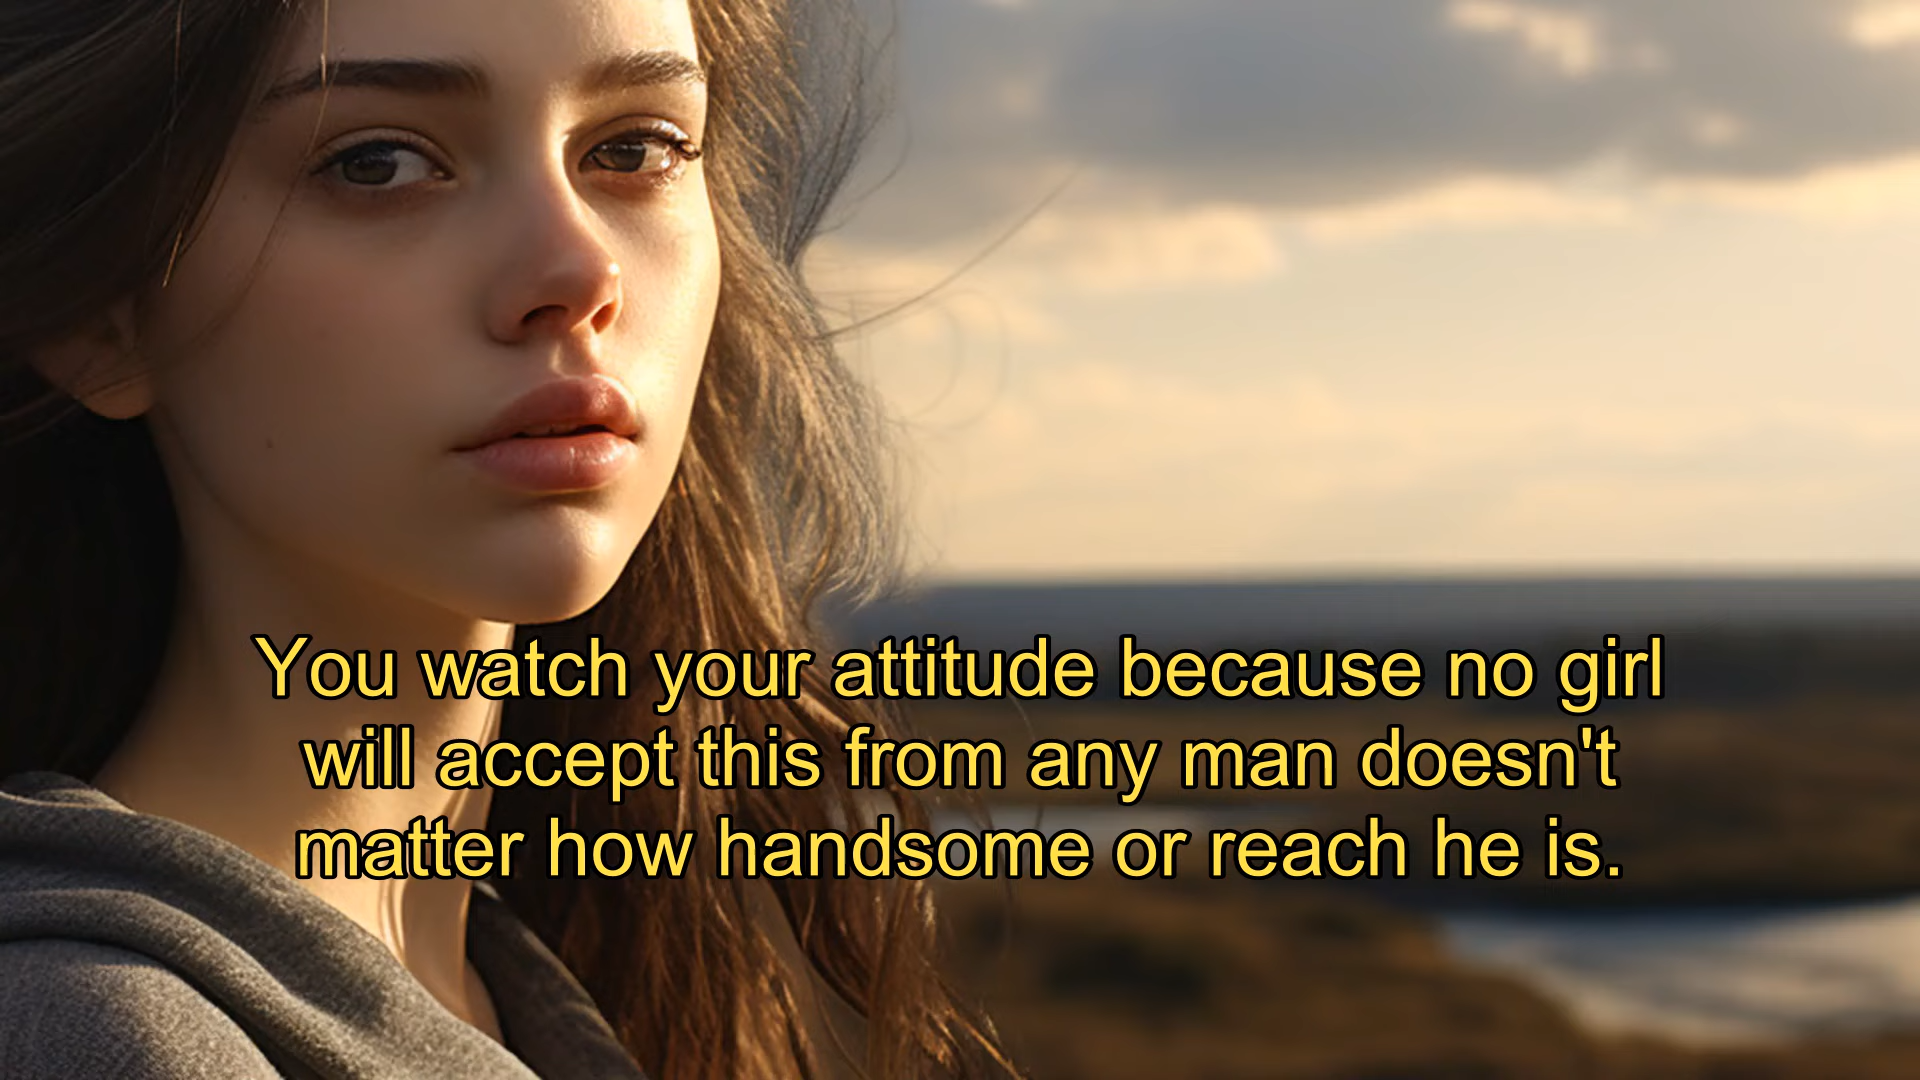 You watch your attitude because no girl
will accept this from any man doesn't
matter how handsome or reach he is.